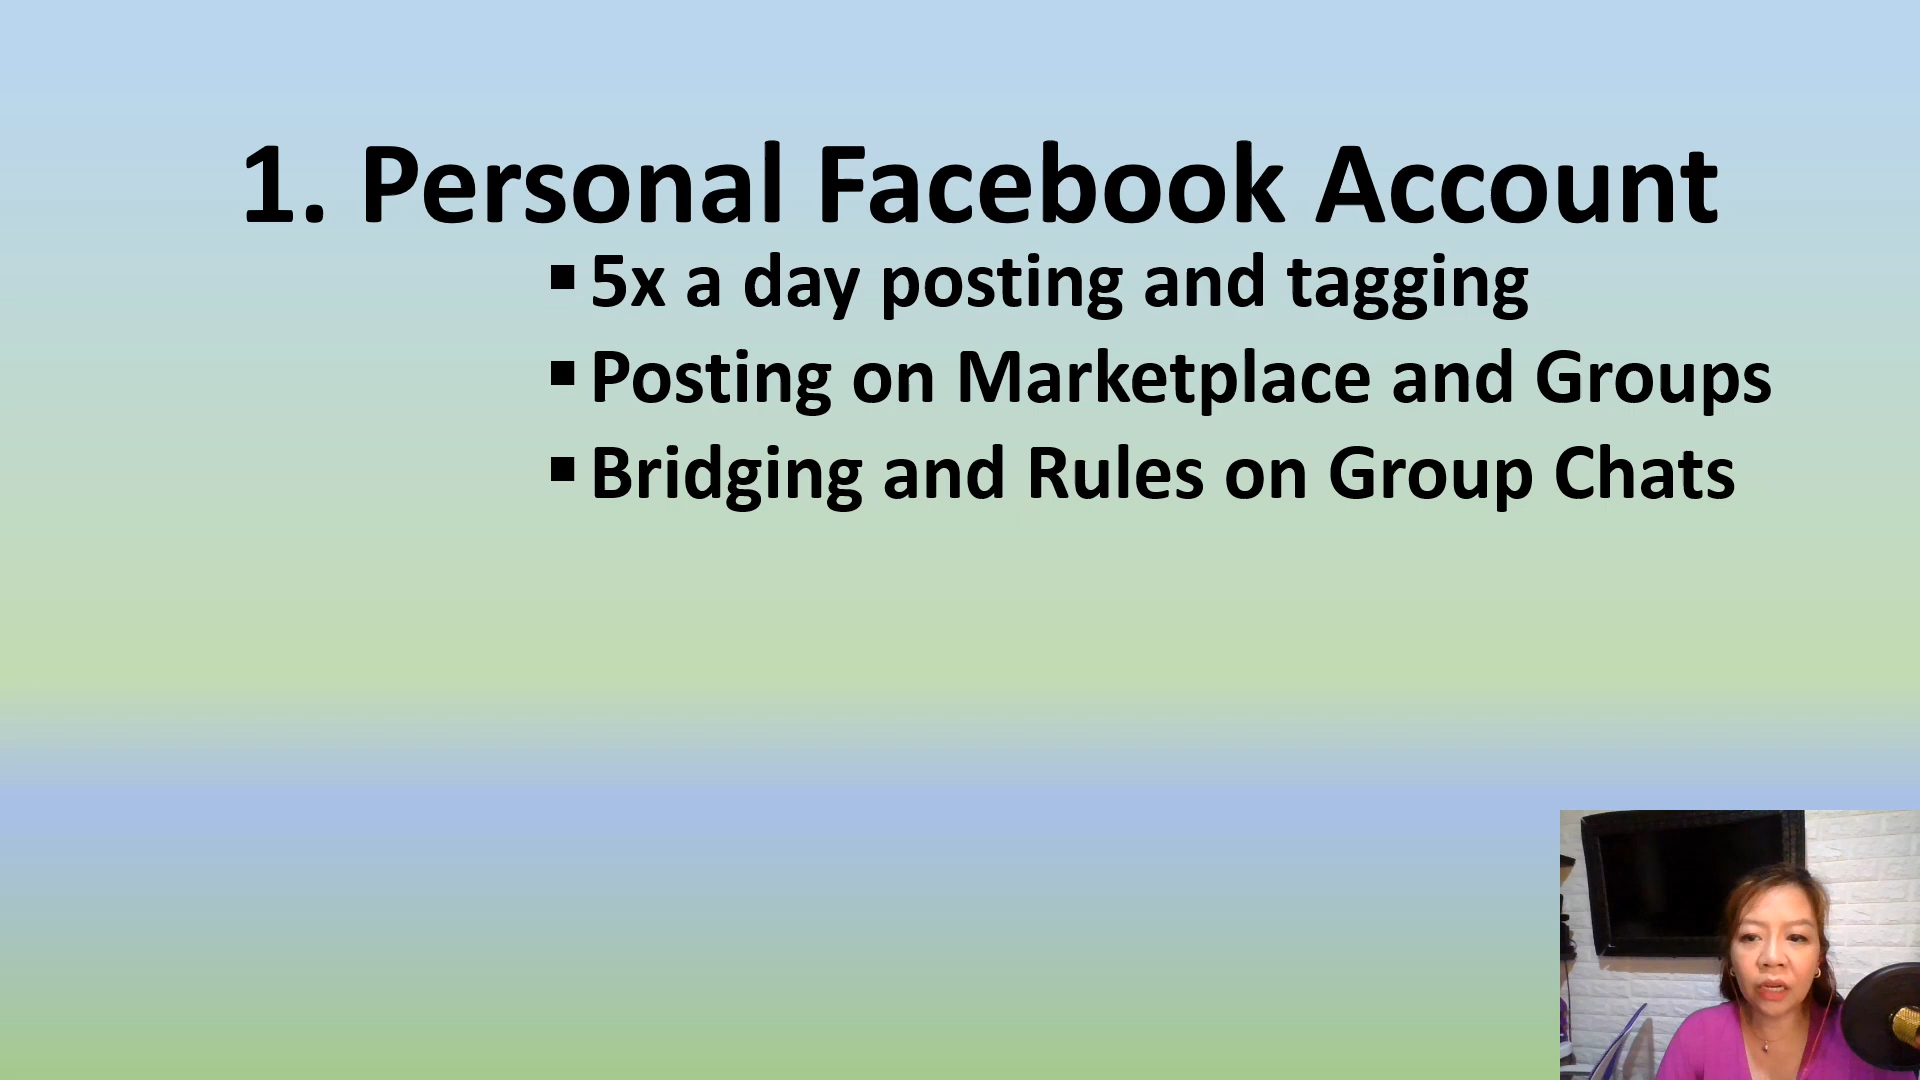 1. Personal Facebook Account
▪ 5x a day posting and tagging
▪ Posting on Marketplace and Groups
▪ Bridging and Rules on Group Chats